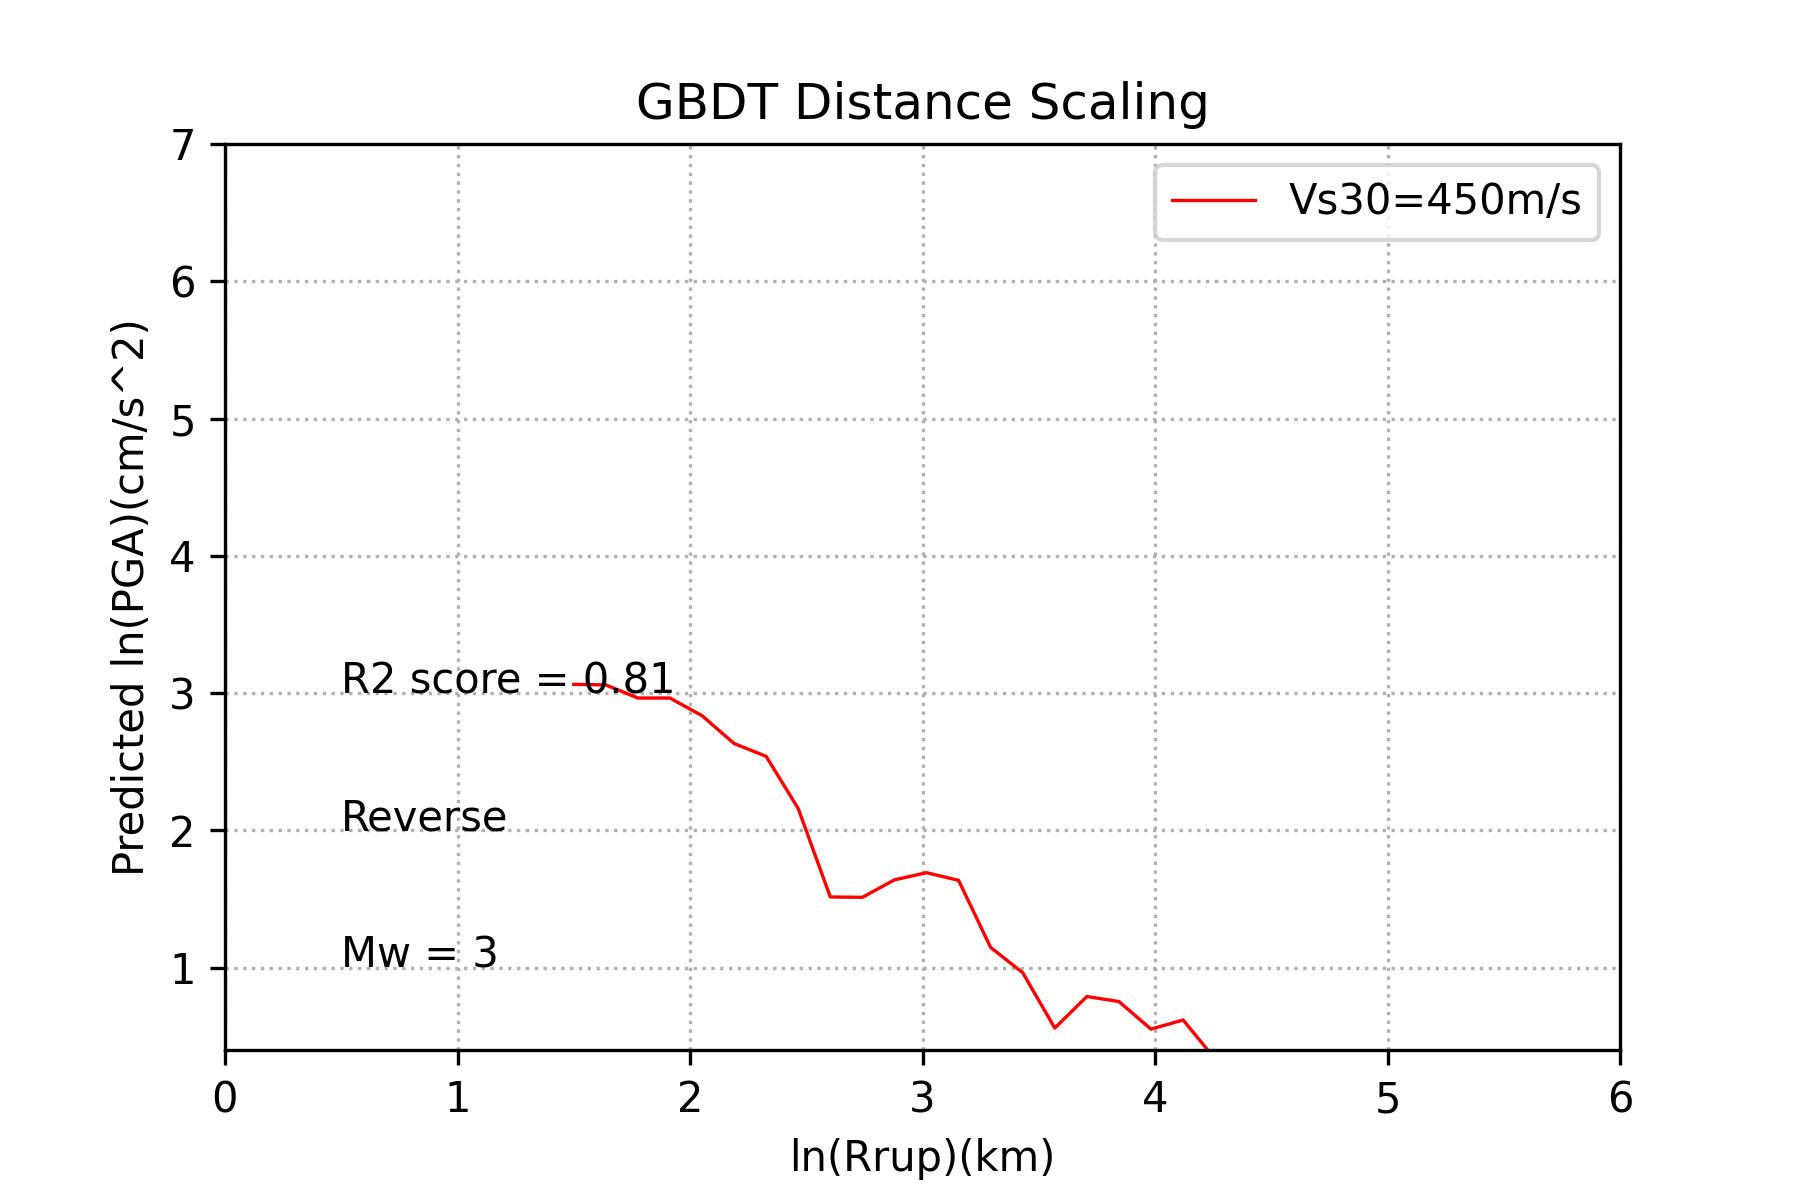 GBDT Distance Scaling
7
6
5
4
3
2
1
Predicted ln(PGA)(cm/s^2)
Vs30=450m/s
R2 score = 0.81
Reverse
Mw = 3
0 1 2 3 4 5 6
ln(Rrup)(km)